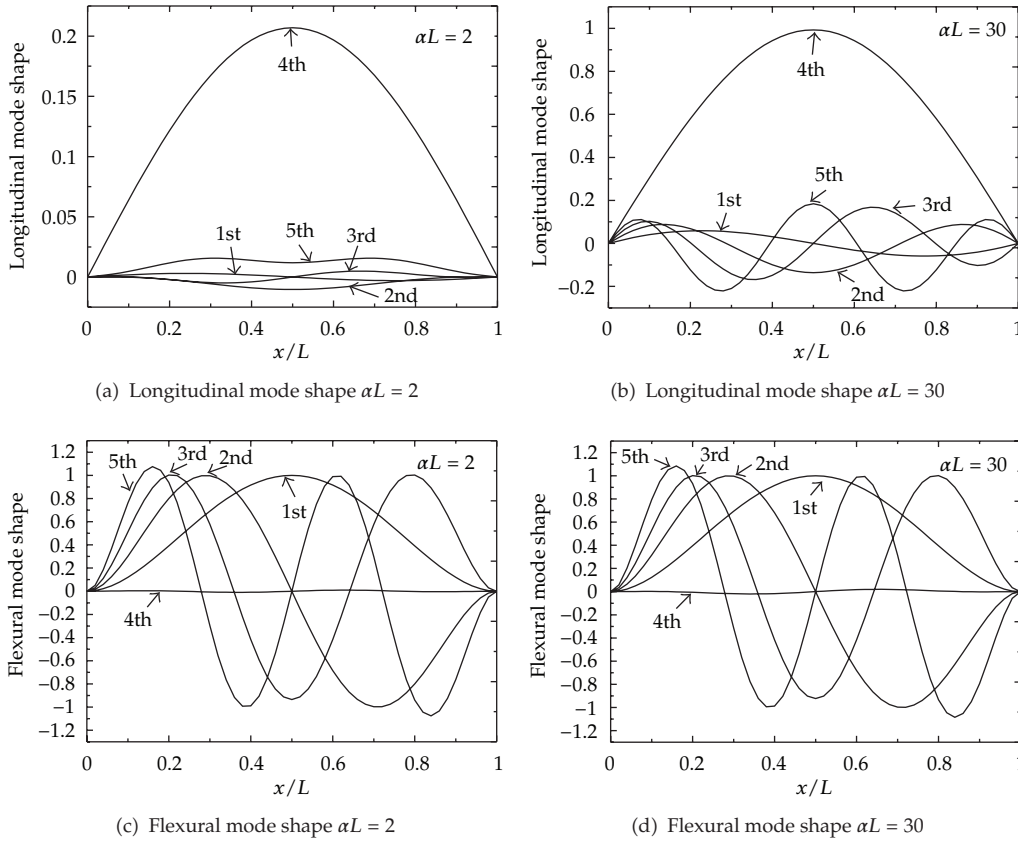 0.2
0.15
0.1
0.05
0
0 0.2 0.4 0.6 0.8 1
Longitudinal mode shape
x/L
αL = 2
4th
1st
5th
3rd
2nd
(a) Longitudinal mode shape αL = 2
1
0.8
0.6
0.4
0.2
0
−0.2
0 0.2 0.4 0.6 0.8 1
Longitudinal mode shape
x/L
αL = 30
4th
5th
3rd
1st
2nd
(b) Longitudinal mode shape αL = 30
1.2
1
0.8
0.6
0.4
0.2
0
−0.2
−0.4
−0.6
−0.8
−1
−1.2
0 0.2 0.4 0.6 0.8 1
Flexural mode shape
x/L
αL = 2
5th
3rd
2nd
1st
4th
(c) Flexural mode shape αL = 2
1.2
1
0.8
0.6
0.4
0.2
0
−0.2
−0.4
−0.6
−0.8
−1
−1.2
0 0.2 0.4 0.6 0.8 1
Flexural mode shape
x/L
αL = 30
5th
3rd
2nd
1st
4th
(d) Flexural mode shape αL = 30